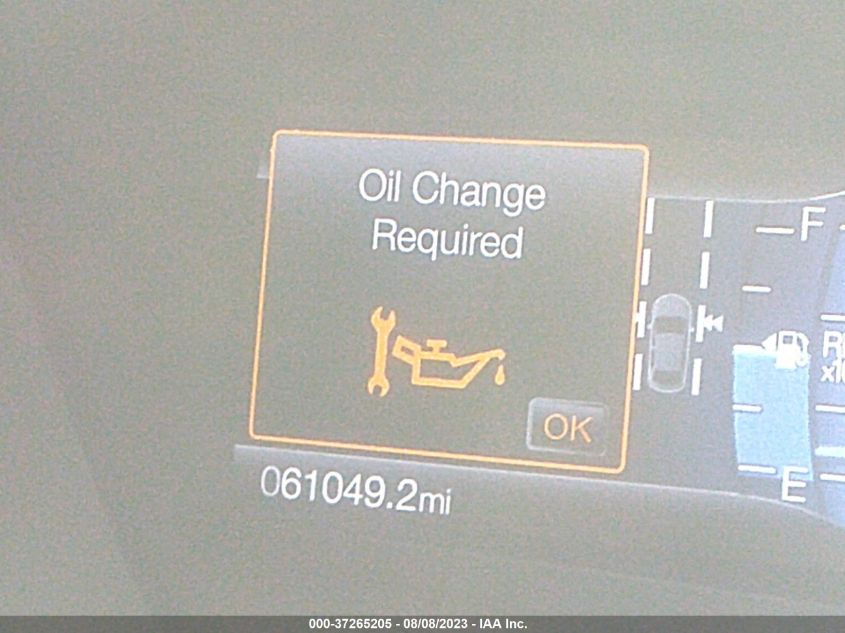 Oil Change
Required
F
OK
E
061049.2mi
000-37265205 - 08/08/2023 - IAA Inc.